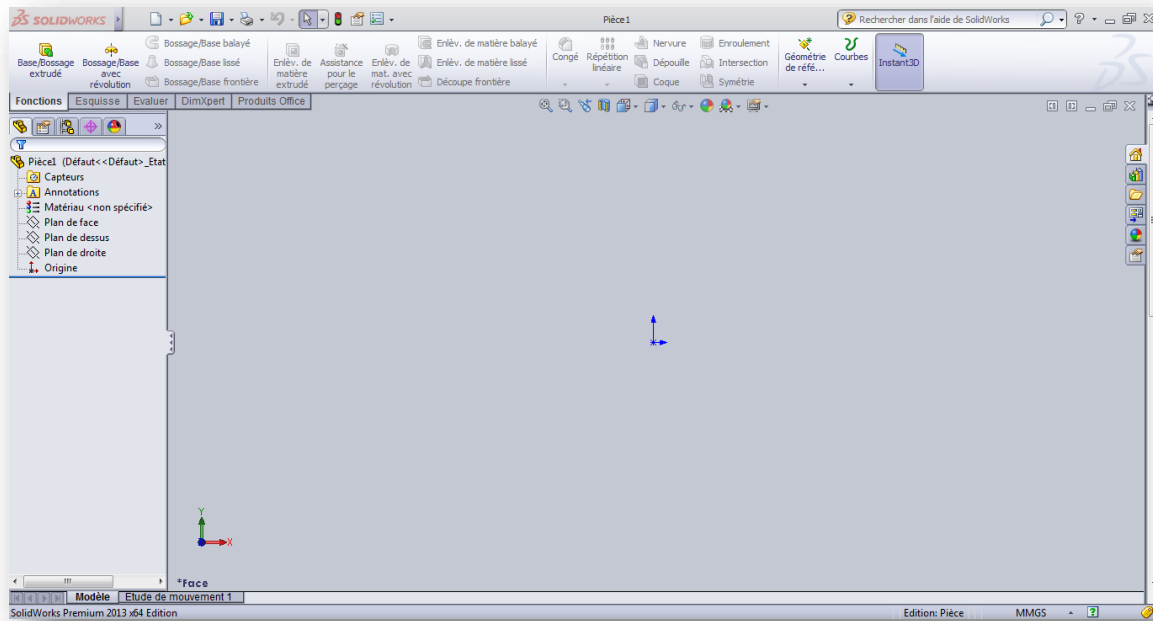 SOLIDWORKS
Pièce1
Rechercher dans l'aide de SolidWorks
Base/Bossage extrudé
Bossage/Base avec révolution
Bossage/Base balayé
Bossage/Base lissé
Bossage/Base frontière
Enlèv. de matière extrudé
Assistance pour le perçage
Enlèv. de mat. avec révolution
Enlèv. de matière balayé
Enlèv. de matière lissé
Découpe frontière
Congé
Répétition linéaire
Nervure
Dépouille
Coque
Enroulement
Intersection
Symétrie
Géométrie de réfé...
Courbes
Instant3D
Fonctions Esquisse Evaluer DimXpert Produits Office
Pièce1 (Défaut<<Défaut>_Etat
Capteurs
Annotations
Matériau <non spécifié>
Plan de face
Plan de dessus
Plan de droite
Origine
Y
X
*Face
Modèle Etude de mouvement 1
SolidWorks Premium 2013 x64 Edition
Edition: Pièce
MMGS